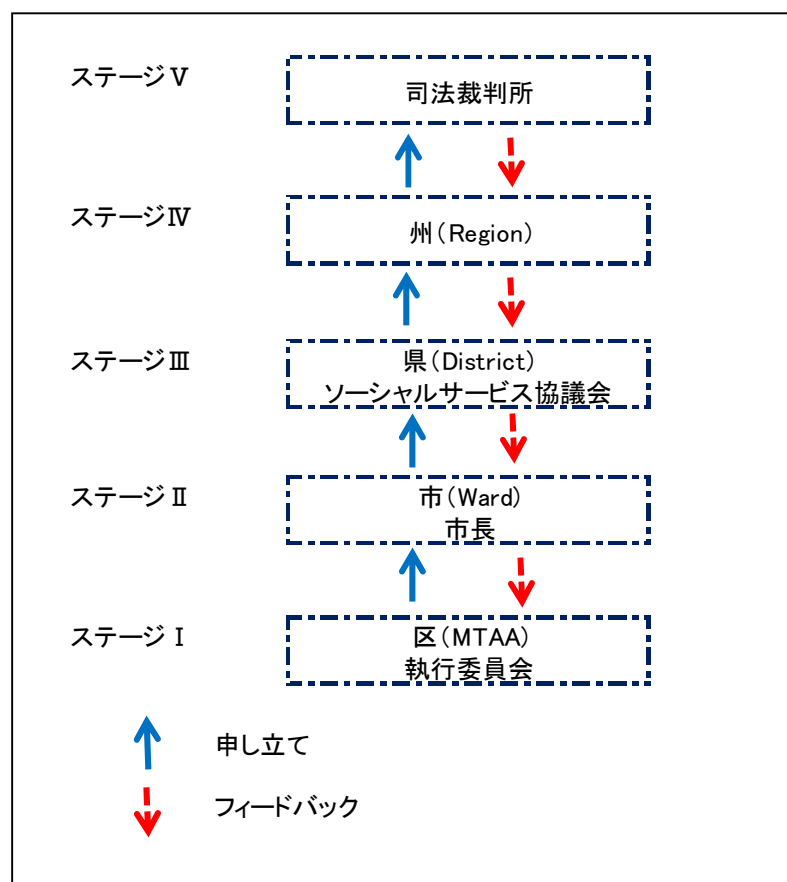 ステージⅤ
司法裁判所
ステージⅣ
州(Region)
ステージⅢ
県(District)
ソーシャルサービス協議会
ステージⅡ
市(Ward)
市長
ステージⅠ
区(MTAA)
執行委員会
申し立て
フィードバック